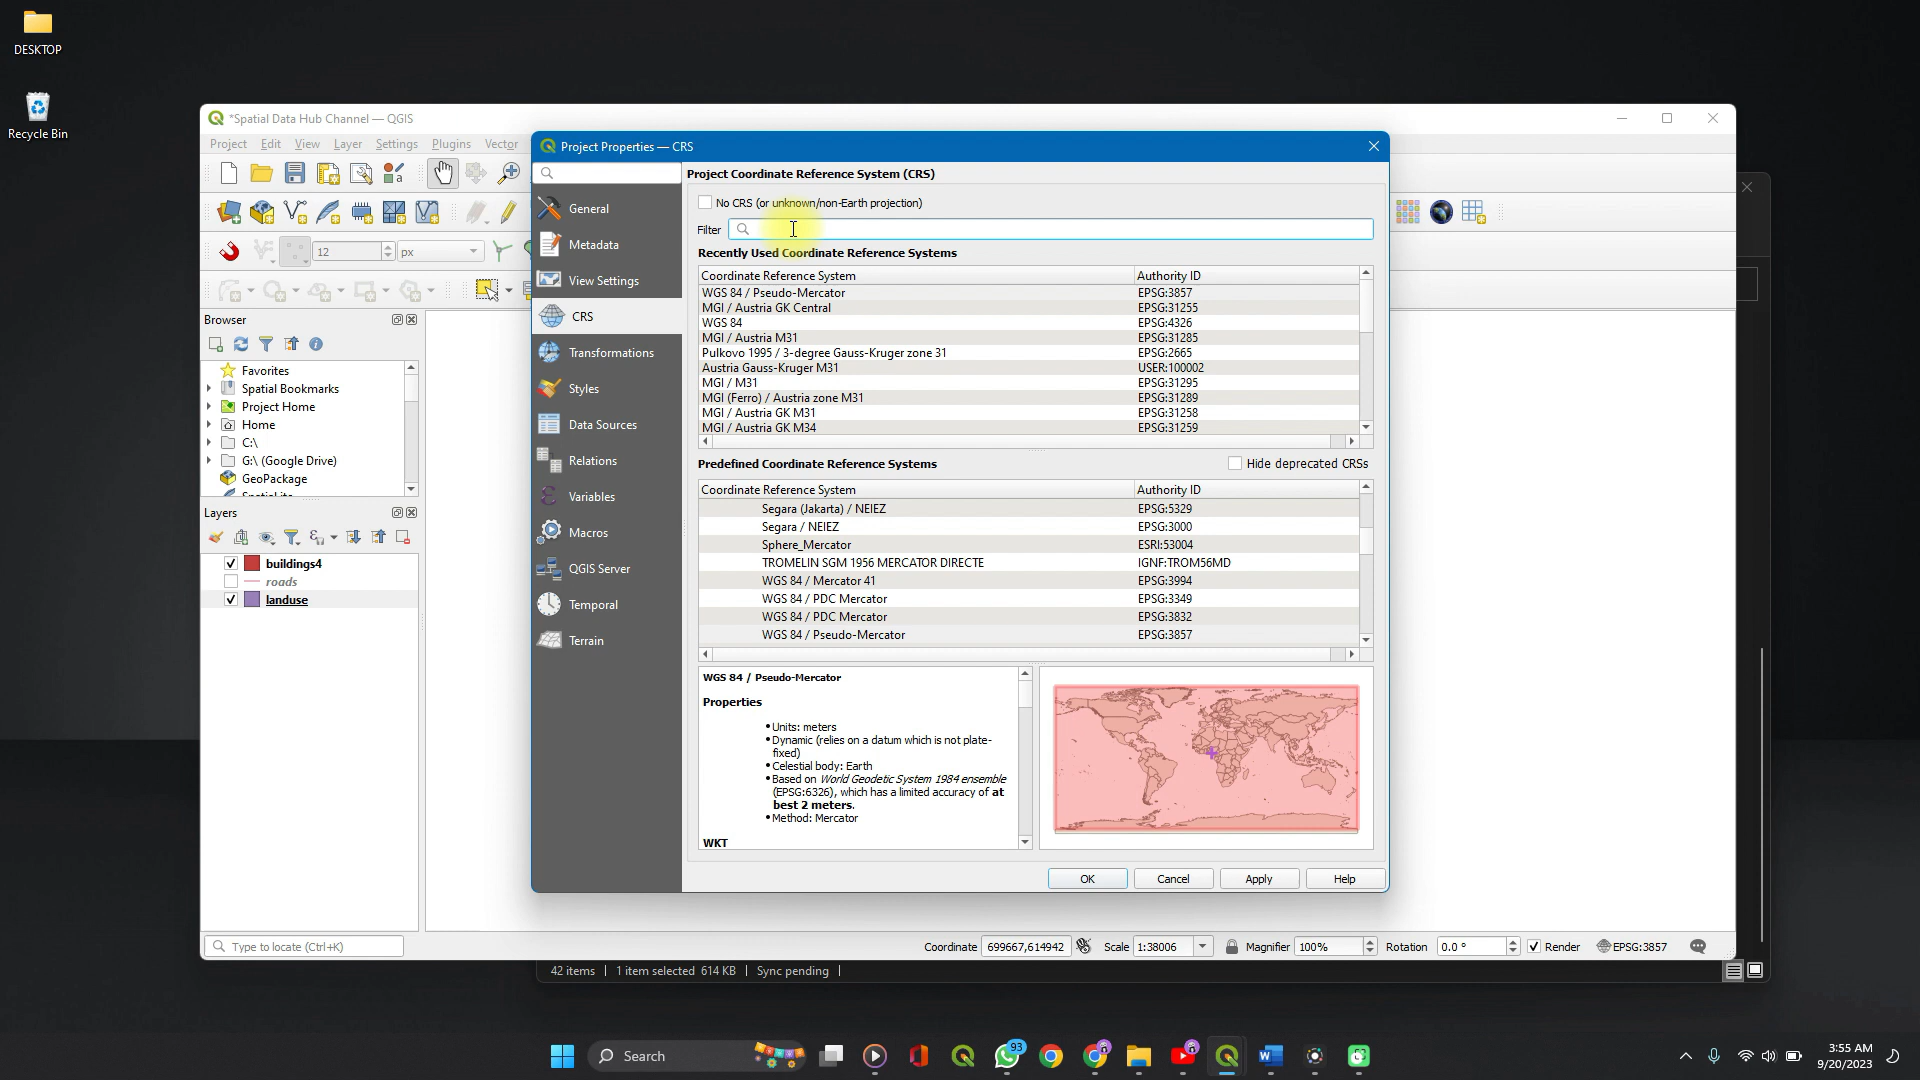 DESKTOP
Recycle Bin
*Spatial Data Hub Channel — QGIS
Project Edit View Layer Settings Plugins Vector
12 px
Browser
Favorites
Spatial Bookmarks
Project Home
Home
C:\
G:\ (Google Drive)
GeoPackage
SpatiaLite
Layers
buildings4
roads
landuse
Type to locate (Ctrl+K)
Project Properties — CRS
General
Metadata
View Settings
CRS
Transformations
Styles
Data Sources
Relations
Variables
Macros
QGIS Server
Temporal
Terrain
Project Coordinate Reference System (CRS)
No CRS (or unknown/non-Earth projection)
Filter
Recently Used Coordinate Reference Systems
Coordinate Reference System Authority ID
WGS 84 / Pseudo-Mercator EPSG:3857
MGI / Austria GK Central EPSG:31255
WGS 84 EPSG:4326
MGI / Austria M31 EPSG:31285
Pulkovo 1995 / 3-degree Gauss-Kruger zone 31 EPSG:2665
Austria Gauss-Kruger M31 USER:100002
MGI / M31 EPSG:31295
MGI (Ferro) / Austria zone M31 EPSG:31289
MGI / Austria GK M31 EPSG:31258
MGI / Austria GK M34 EPSG:31259
Predefined Coordinate Reference Systems Hide deprecated CRSs
Coordinate Reference System Authority ID
Segara (Jakarta) / NEIEZ EPSG:5329
Segara / NEIEZ EPSG:3000
Sphere_Mercator ESRI:53004
TROMELIN SGM 1956 MERCATOR DIRECTE IGNF:TROM56MD
WGS 84 / Mercator 41 EPSG:3994
WGS 84 / PDC Mercator EPSG:3349
WGS 84 / PDC Mercator EPSG:3832
WGS 84 / Pseudo-Mercator EPSG:3857
WGS 84 / Pseudo-Mercator
Properties
• Units: meters
• Dynamic (relies on a datum which is not plate-
fixed)
• Celestial body: Earth
• Based on World Geodetic System 1984 ensemble
(EPSG:6326), which has a limited accuracy of at
best 2 meters.
• Method: Mercator
WKT
OK Cancel Apply Help
Coordinate 699667,614942 Scale 1:38006 Magnifier 100% Rotation 0.0 ° Render EPSG:3857
42 items 1 item selected 614 KB Sync pending
Search
93
3:55 AM
9/20/2023